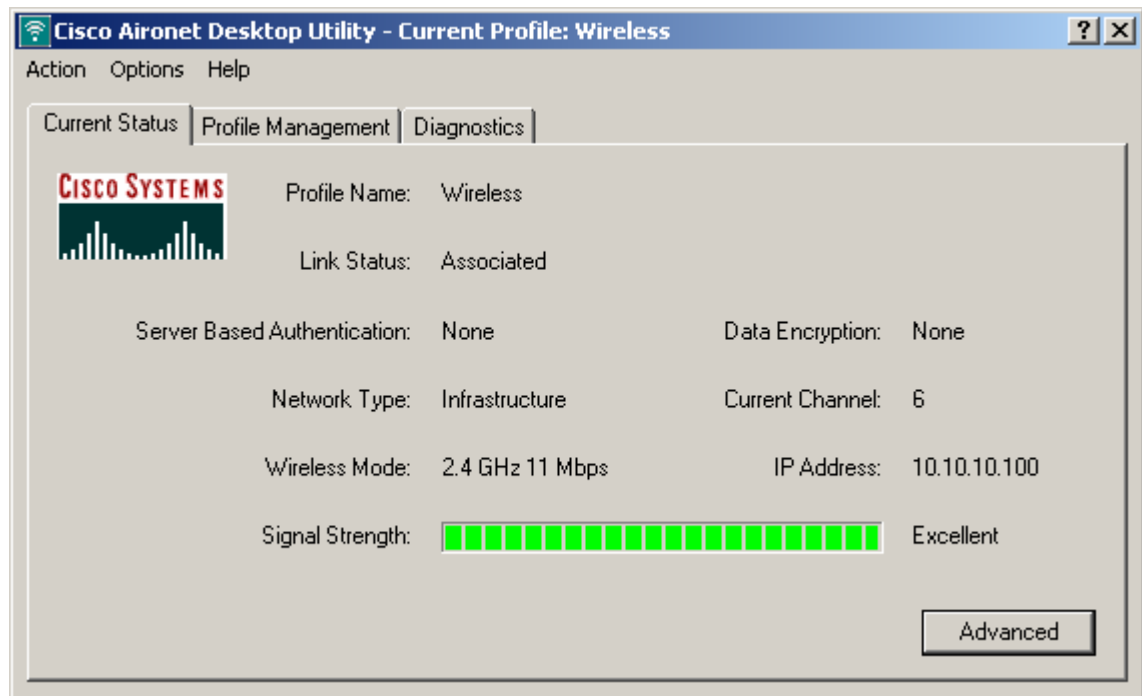 Cisco Aironet Desktop Utility - Current Profile: Wireless
Action Options Help
Current Status Profile Management Diagnostics
CISCO SYSTEMS
Profile Name: Wireless
Link Status: Associated
Server Based Authentication: None Data Encryption: None
Network Type: Infrastructure Current Channel: 6
Wireless Mode: 2.4 GHz 11 Mbps IP Address: 10.10.10.100
Signal Strength: Excellent
Advanced